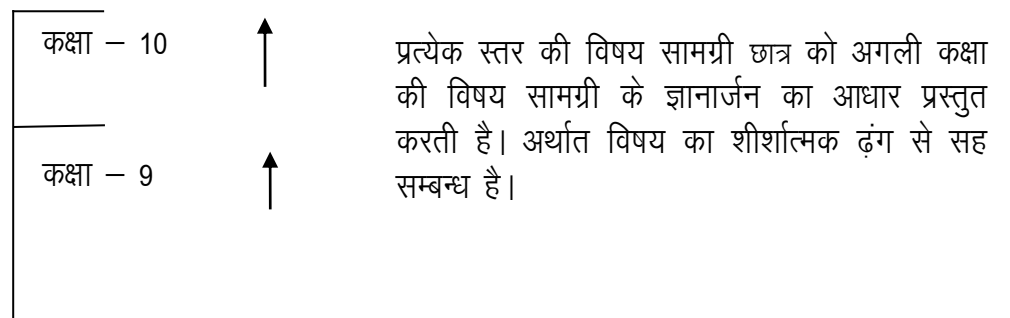 कक्षा – 10
प्रत्येक स्तर की विषय सामग्री छात्र को अगली कक्षा
की विषय सामग्री के ज्ञानार्जन का आधार प्रस्तुत
करती है। अर्थात विषय का शीर्शात्मक ढ़ंग से सह
सम्बन्ध है।
कक्षा – 9